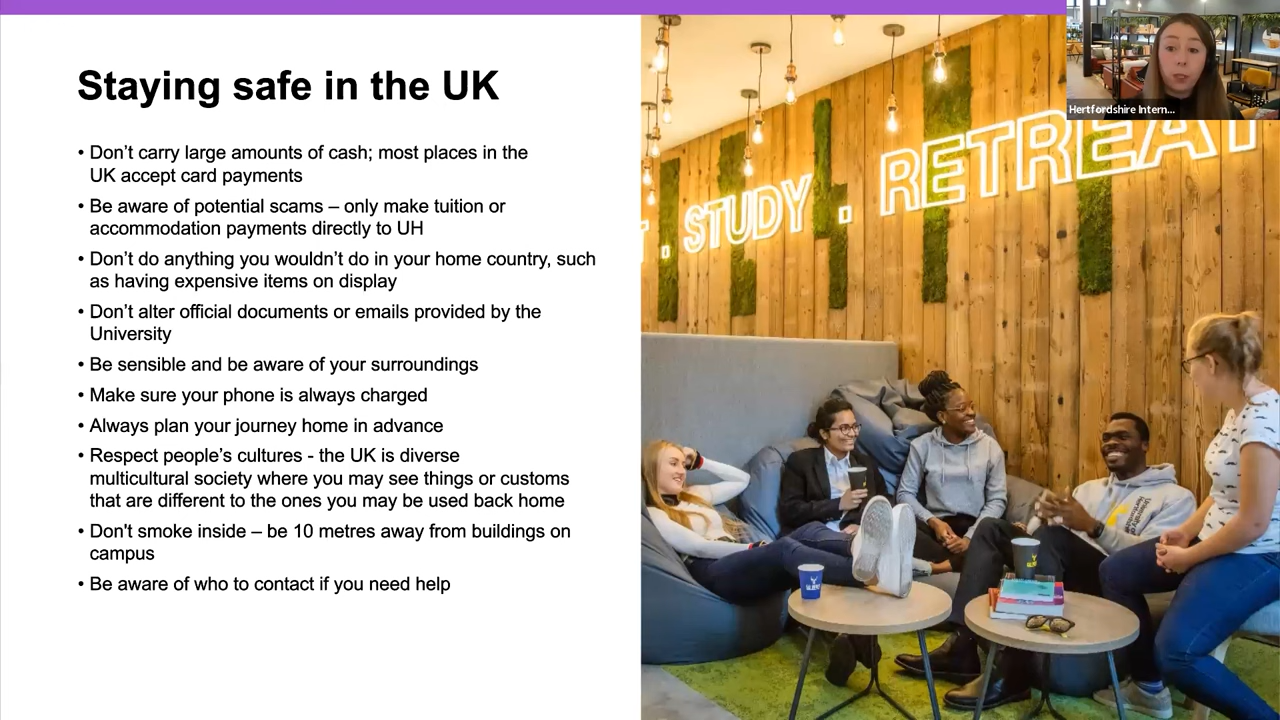 Staying safe in the UK
• Don’t carry large amounts of cash; most places in the
UK accept card payments
• Be aware of potential scams – only make tuition or
accommodation payments directly to UH
• Don’t do anything you wouldn’t do in your home country, such
as having expensive items on display
• Don’t alter official documents or emails provided by the
University
• Be sensible and be aware of your surroundings
• Make sure your phone is always charged
• Always plan your journey home in advance
• Respect people’s cultures - the UK is diverse
multicultural society where you may see things or customs
that are different to the ones you may be used back home
• Don't smoke inside – be 10 metres away from buildings on
campus
• Be aware of who to contact if you need help
. STUDY . RETREAT
Hertfordshire Intern...